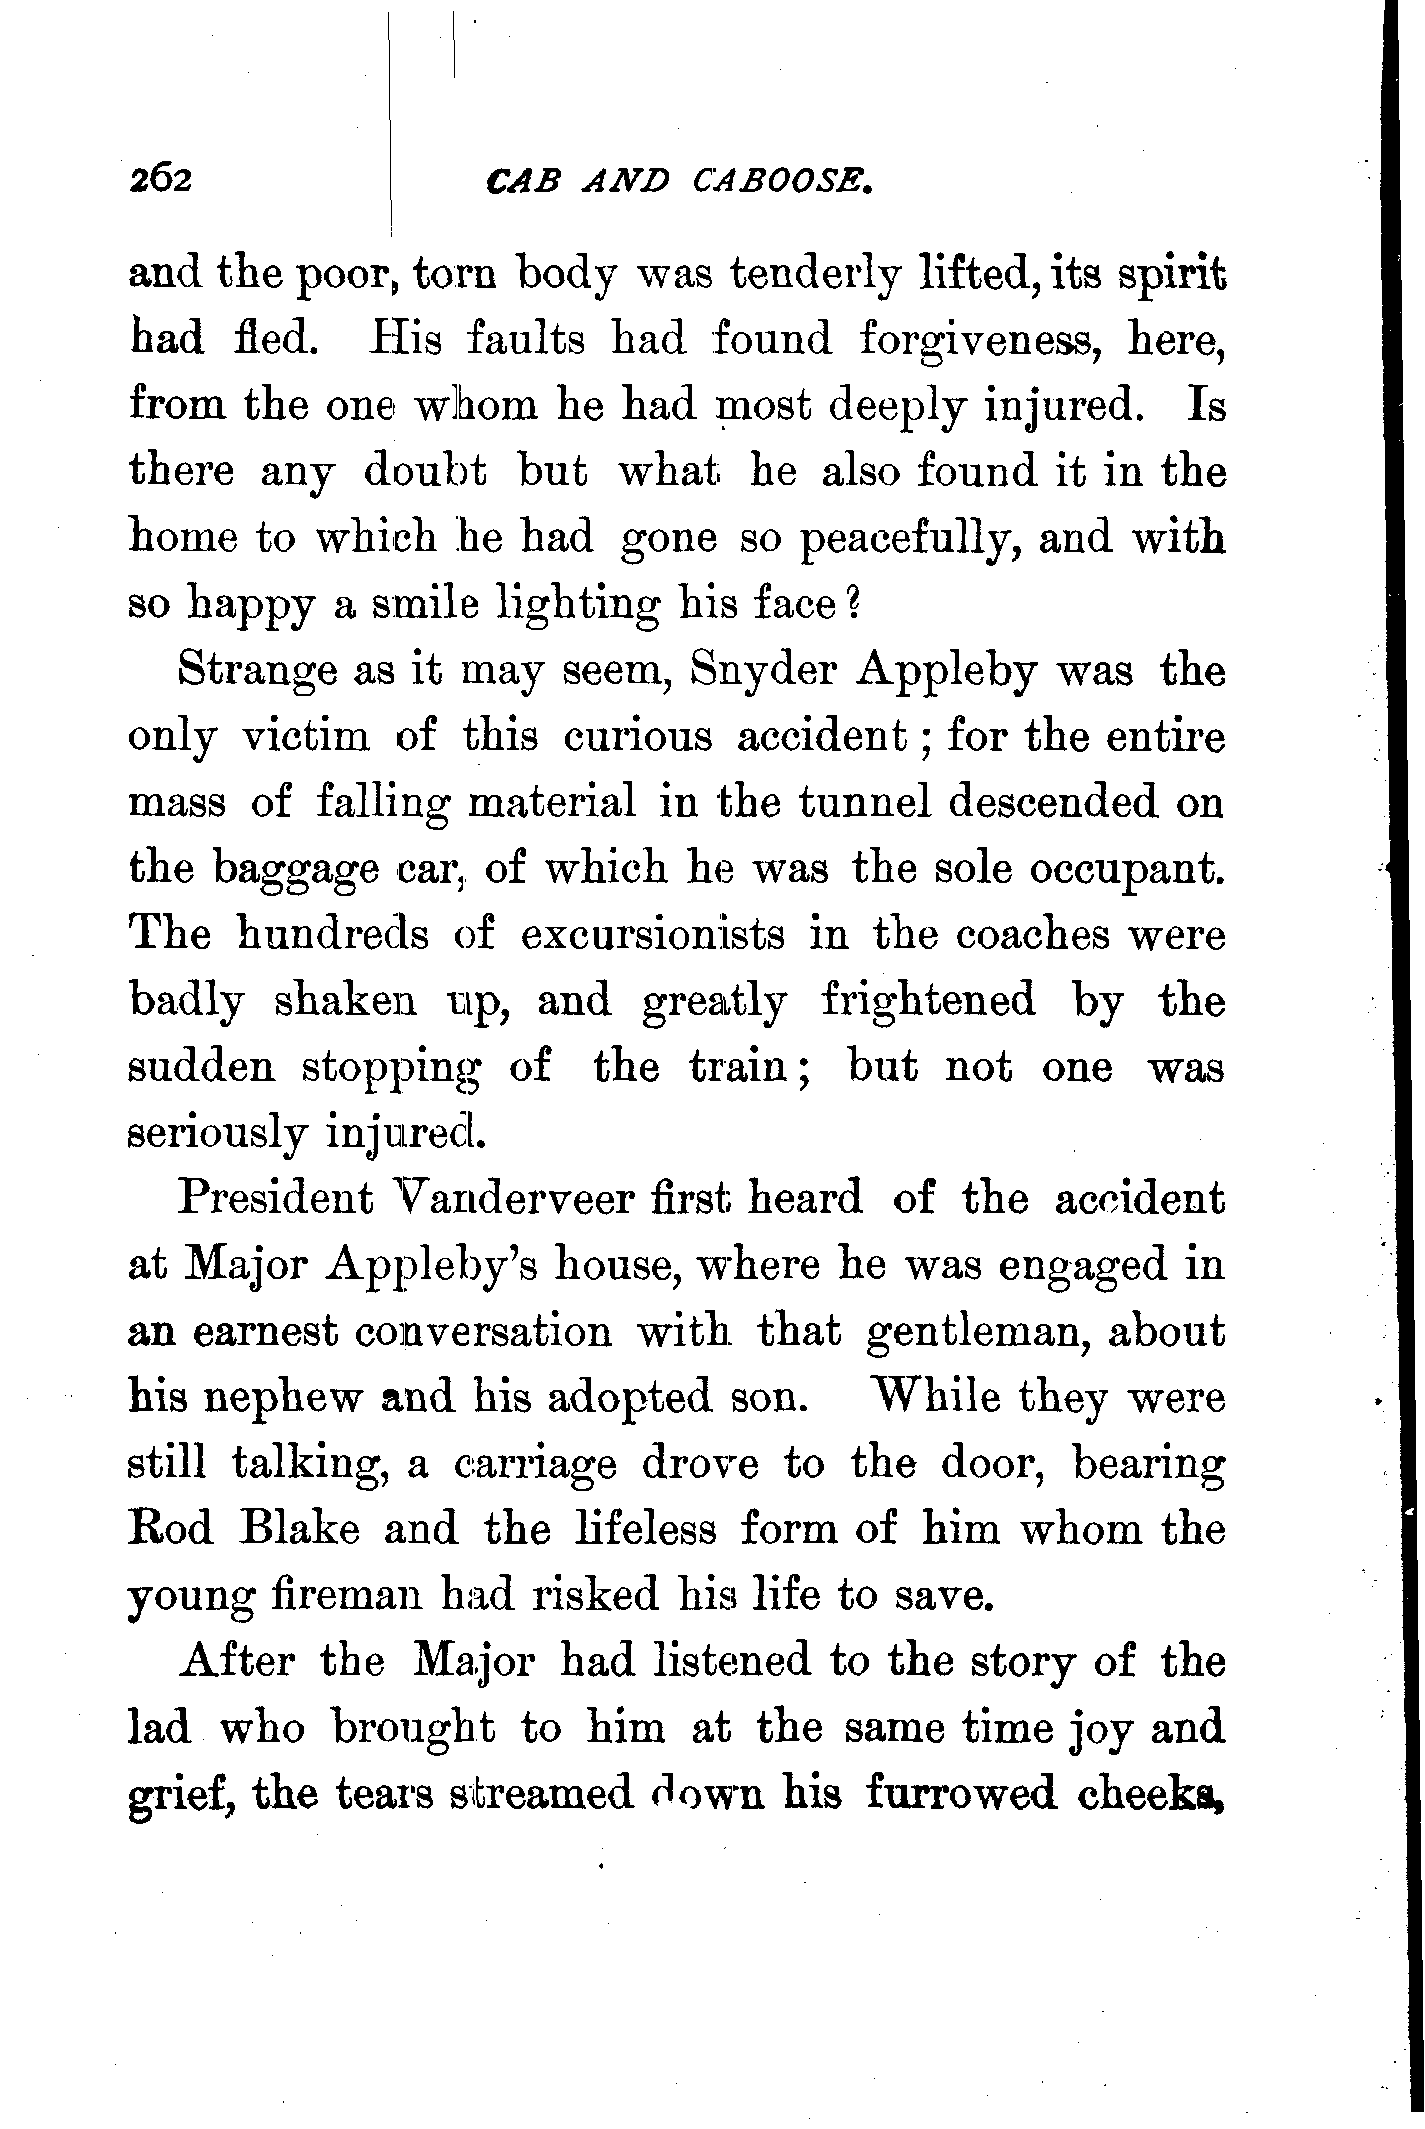 262 CAB AND CABOOSE.
and the poor, torn body was tenderly lifted, its spirit
had fled. His faults had found forgiveness, here,
from the one whom he had most deeply injured. Is
there any doubt but what he also found it in the
home to which he had gone so peacefully, and with
so happy a smile lighting his face?
Strange as it may seem, Snyder Appleby was the
only victim of this curious accident; for the entire
mass of falling material in the tunnel descended on
the baggage car, of which he was the sole occupant.
The hundreds of excursionists in the coaches were
badly shaken up, and greatly frightened by the
sudden stopping of the train; but not one was
seriously injured.
President Vanderveer first heard of the accident
at Major Appleby's house, where he was engaged in
an earnest conversation with that gentleman, about
his nephew and his adopted son. While they were
still talking, a carriage drove to the door, bearing
Rod Blake and the lifeless form of him whom the
young fireman had risked his life to save.
After the Major had listened to the story of the
lad who brought to him at the same time joy and
grief, the tears streamed down his furrowed cheeks,